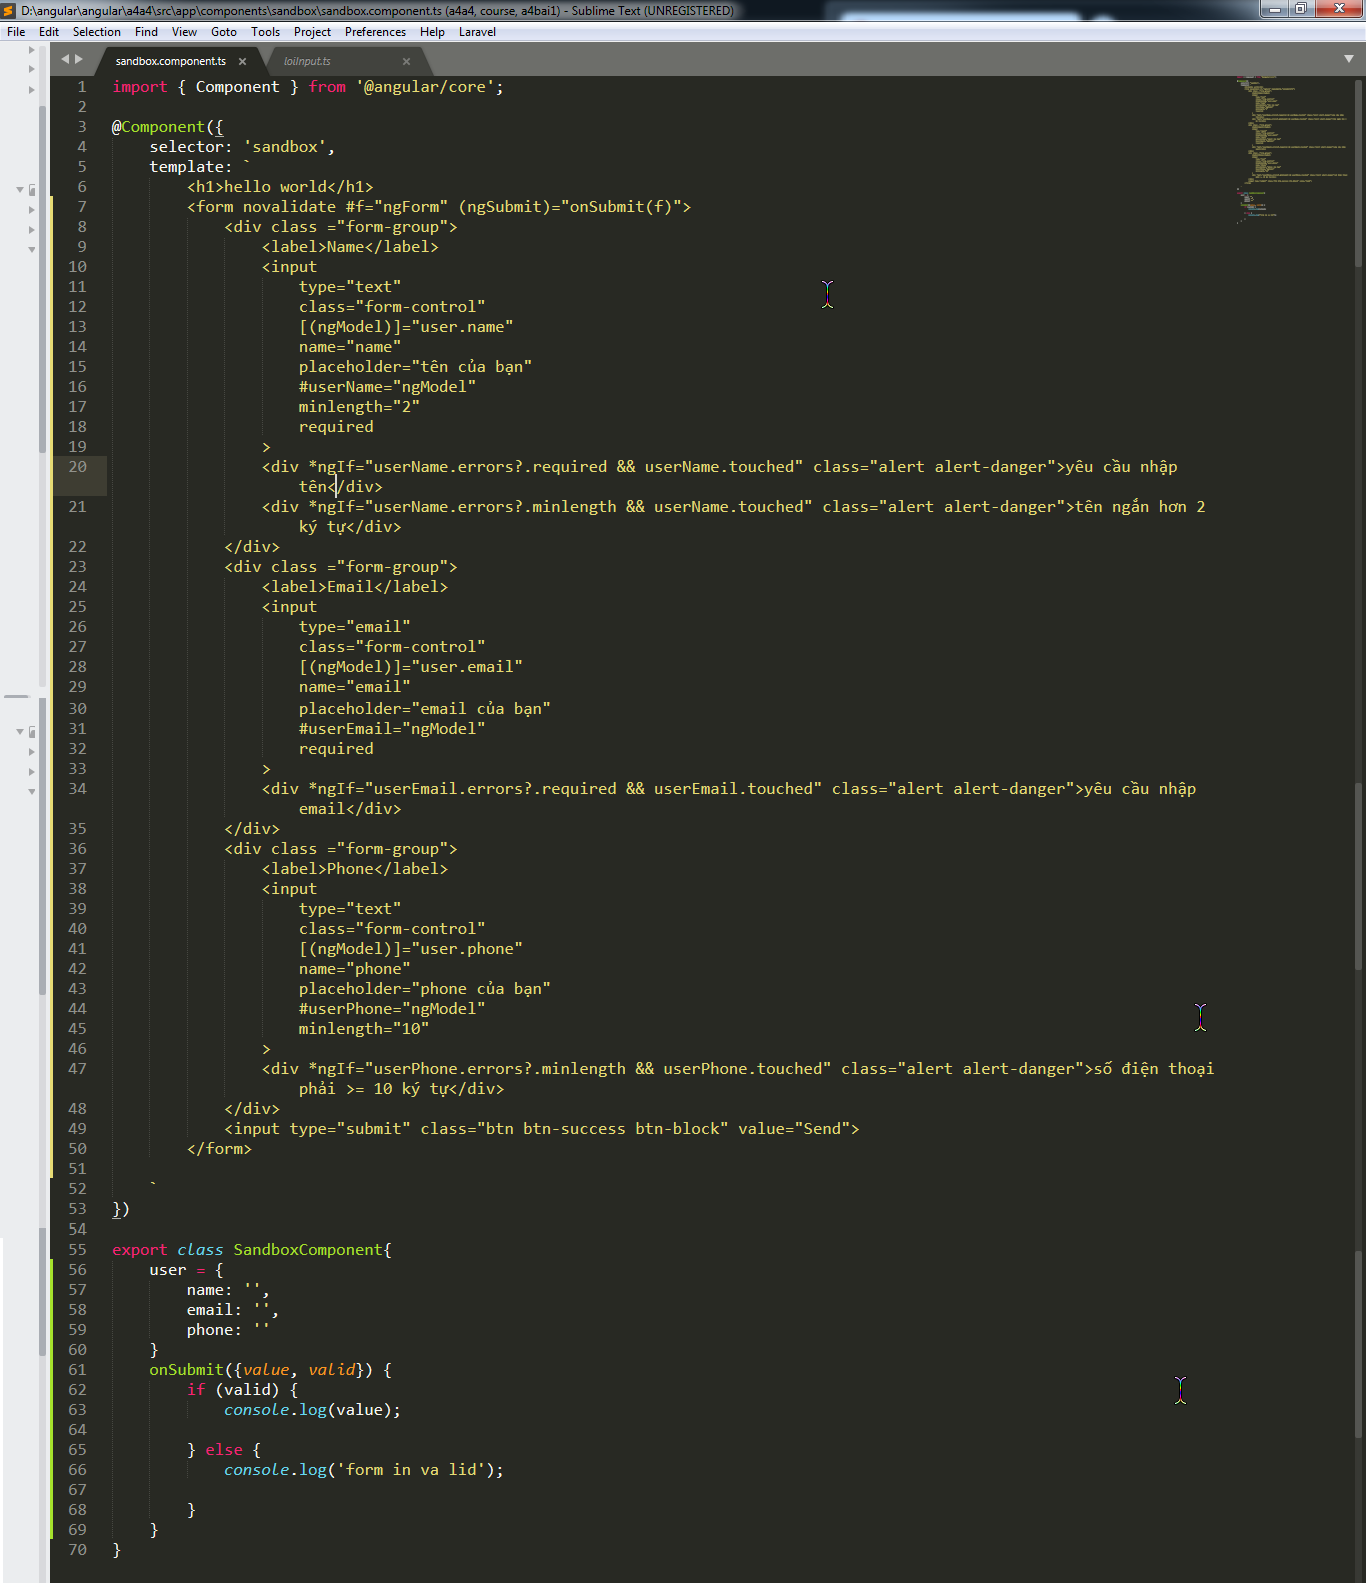 D:\angular\angular\a4a4\src\app\components\sandbox\sandbox.component.ts (a4a4, course, a4bai1) - Sublime Text (UNREGISTERED)
File Edit Selection Find View Goto Tools Project Preferences Help Laravel
sandbox.component.ts × loiInput.ts ×
1 import { Component } from '@angular/core';
2
3 @Component({
4     selector: 'sandbox',
5     template: `
6         <h1>hello world</h1>
7         <form novalidate #f="ngForm" (ngSubmit)="onSubmit(f)">
8             <div class ="form-group">
9                 <label>Name</label>
10                 <input
11                     type="text"
12                     class="form-control"
13                     [(ngModel)]="user.name"
14                     name="name"
15                     placeholder="tên của bạn"
16                     #userName="ngModel"
17                     minlength="2"
18                     required
19                 >
20                 <div *ngIf="userName.errors?.required && userName.touched" class="alert alert-danger">yêu cầu nhập
tên</div>
21                 <div *ngIf="userName.errors?.minlength && userName.touched" class="alert alert-danger">tên ngắn hơn 2
ký tự</div>
22             </div>
23             <div class ="form-group">
24                 <label>Email</label>
25                 <input
26                     type="email"
27                     class="form-control"
28                     [(ngModel)]="user.email"
29                     name="email"
30                     placeholder="email của bạn"
31                     #userEmail="ngModel"
32                     required
33                 >
34                 <div *ngIf="userEmail.errors?.required && userEmail.touched" class="alert alert-danger">yêu cầu nhập
email</div>
35             </div>
36             <div class ="form-group">
37                 <label>Phone</label>
38                 <input
39                     type="text"
40                     class="form-control"
41                     [(ngModel)]="user.phone"
42                     name="phone"
43                     placeholder="phone của bạn"
44                     #userPhone="ngModel"
45                     minlength="10"
46                 >
47                 <div *ngIf="userPhone.errors?.minlength && userPhone.touched" class="alert alert-danger">số điện thoại
phải >= 10 ký tự</div>
48             </div>
49             <input type="submit" class="btn btn-success btn-block" value="Send">
50         </form>
51
52     `
53 })
54
55 export class SandboxComponent{
56     user = {
57         name: '',
58         email: '',
59         phone: ''
60     }
61     onSubmit({value, valid}) {
62         if (valid) {
63             console.log(value);
64
65         } else {
66             console.log('form in va lid');
67
68         }
69     }
70 }